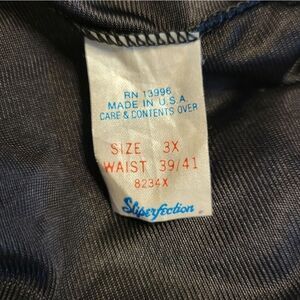 RN 13996
MADE IN U.S.A
CARE & CONTENTS OVER
SIZE 3X
WAIST 39/41
8234X
Sliperfection